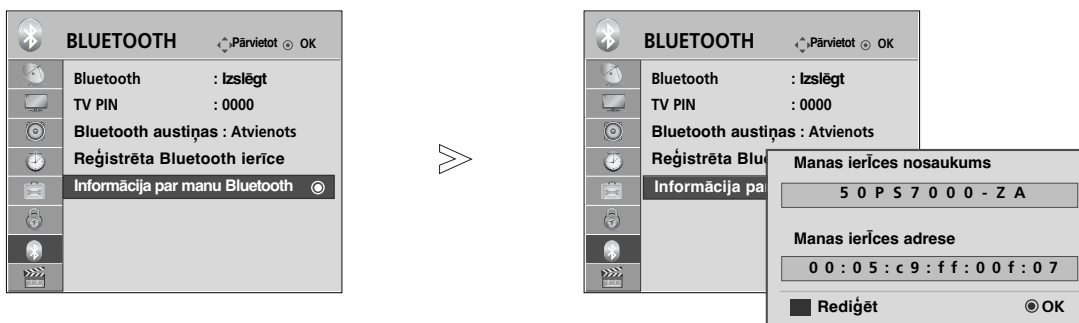 BLUETOOTH Pārvietot OK
Bluetooth : Izslēgt
TV PIN : 0000
Bluetooth austiņas : Atvienots
Reģistrēta Bluetooth ierīce
Informācija par manu Bluetooth
BLUETOOTH Pārvietot OK
Bluetooth : Izslēgt
TV PIN : 0000
Bluetooth austiņas : Atvienots
Reģistrēta Blu
Informācija pa
Manas ierĪces nosaukums
50PS7000-ZA
Manas ierĪces adrese
00:05:c9:ff:00f:07
Rediģēt OK